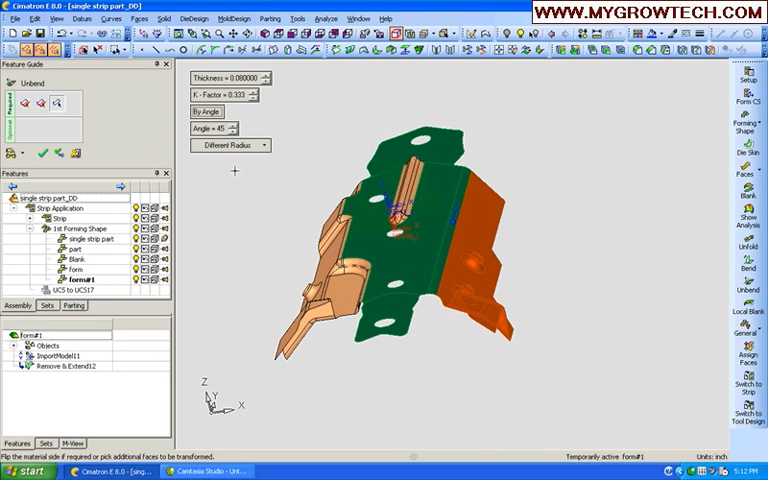 Cimatron E 8.0 - [single strip part_DD]
WWW.MYGROWTECH.COM
File Edit View Datum Curves Faces Solid DieDesign MoldDesign Parting Tools Analyze Window Help
Feature Guide
Unbend
Required
Optional
Thickness = 0.080000
K - Factor = 0.333
By Angle
Angle = 45
Different Radius
Features
single strip part_DD
Strip Application
Strip
1st Forming Shape
single strip part
part
Blank
form
form#1
UCS to UCS17
Assembly Sets Parting
form#1
Objects
ImportModel11
Remove & Extend12
Features Sets M-View
Z
Y
X
Setup
Form CS
Forming Shape
Die Skin
Faces
Blank
Show Analysis
Unfold
Bend
Unbend
Local Blank
General
Assign Faces
Switch to Strip
Switch to Tool Design
Flip the material side if required or pick additional faces to be transformed.
Temporarily active form#1
Units: inch
start
Cimatron E 8.0 - [sing...
Camtasia Studio - Unt...
5:12 PM